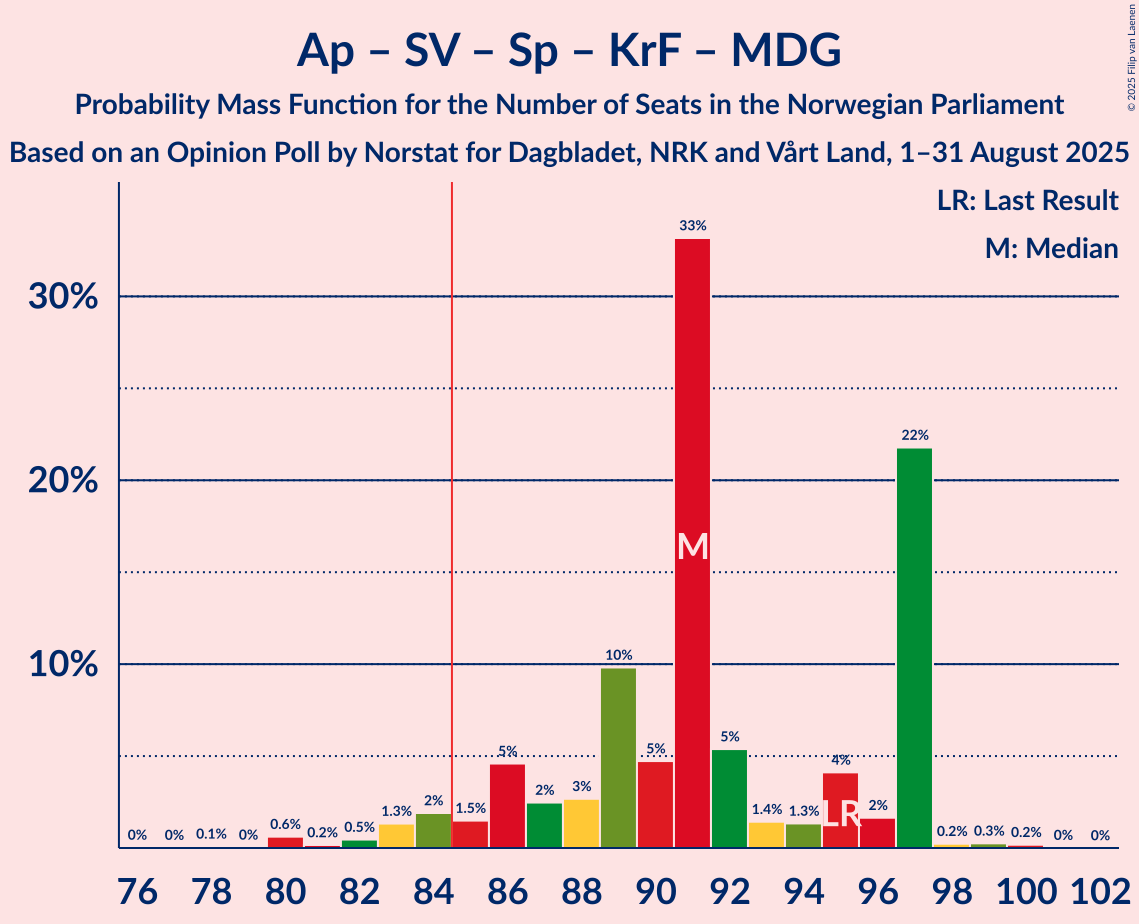 Ap – SV – Sp – KrF – MDG
Probability Mass Function for the Number of Seats in the Norwegian Parliament
Based on an Opinion Poll by Norstat for Dagbladet, NRK and Vårt Land, 1–31 August 2025
© 2025 Filip van Laenen
LR: Last Result
M: Median
30%
20%
10%
0% 0% 0.1% 0% 0.6% 0.2% 0.5% 1.3% 2% 1.5% 5% 2% 3% 10% 5% 33% 5% 1.4% 1.3% 4% 2% 22% 0.2% 0.3% 0.2% 0% 0%
M
LR
76 78 80 82 84 86 88 90 92 94 96 98 100 102